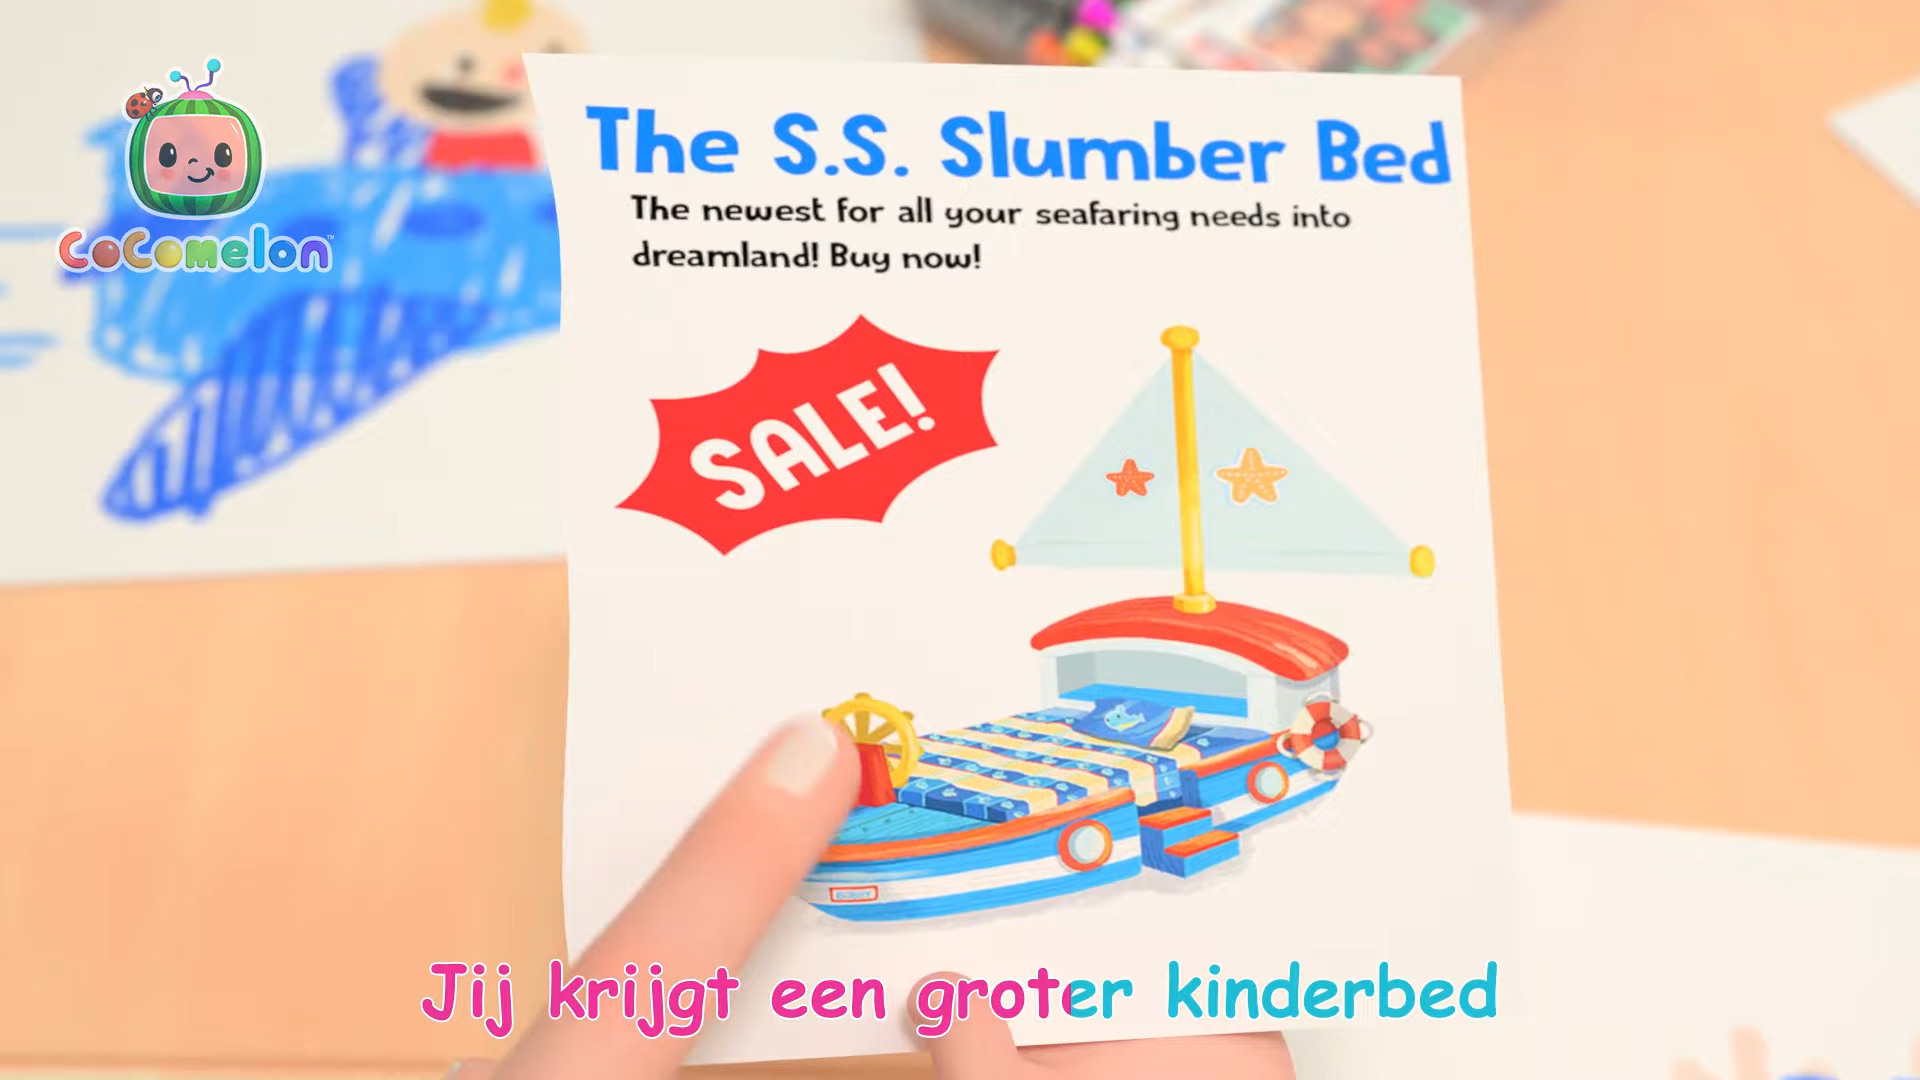 CoComelon™
The S.S. Slumber Bed
The newest for all your seafaring needs into
dreamland! Buy now!
SALE!
Jij krijgt een groter kinderbed